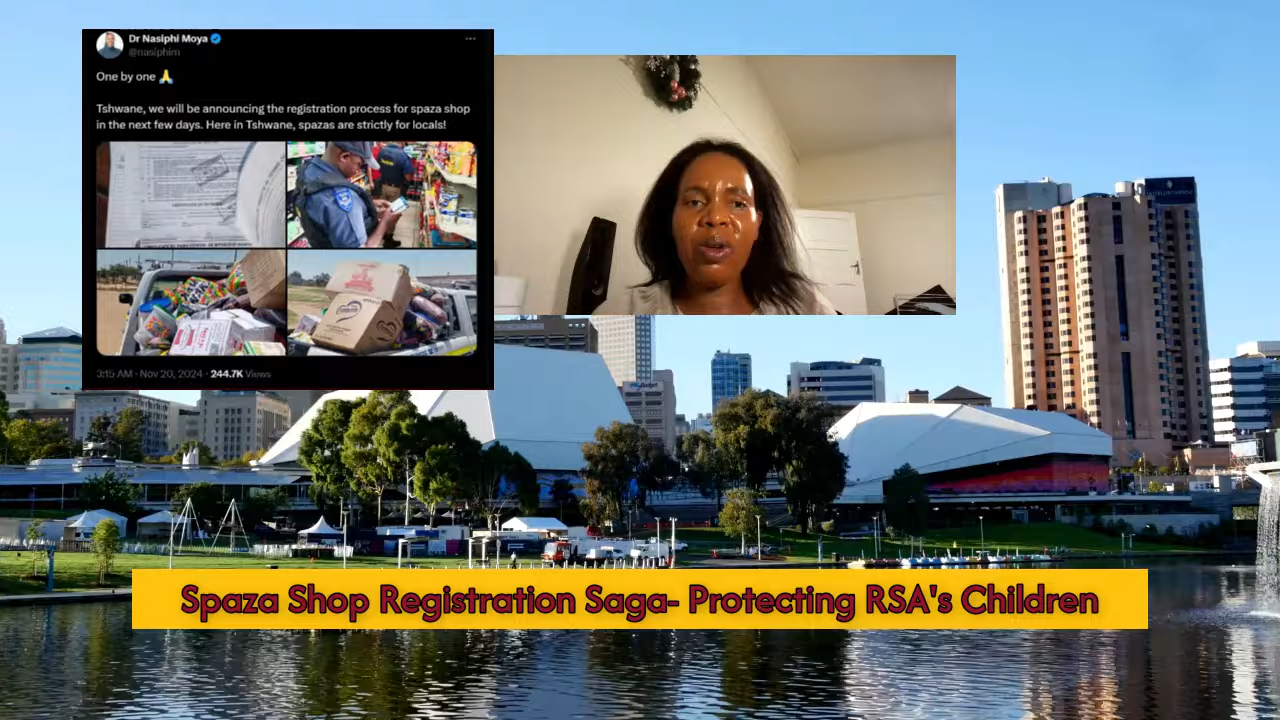 Dr Nasiphi Moya
@nasiphim
One by one 🙏
Tshwane, we will be announcing the registration process for spaza shop
in the next few days. Here in Tshwane, spazas are strictly for locals!
3:15 AM · Nov 20, 2024 · 244.7K Views
Spaza Shop Registration Saga- Protecting RSA's Children